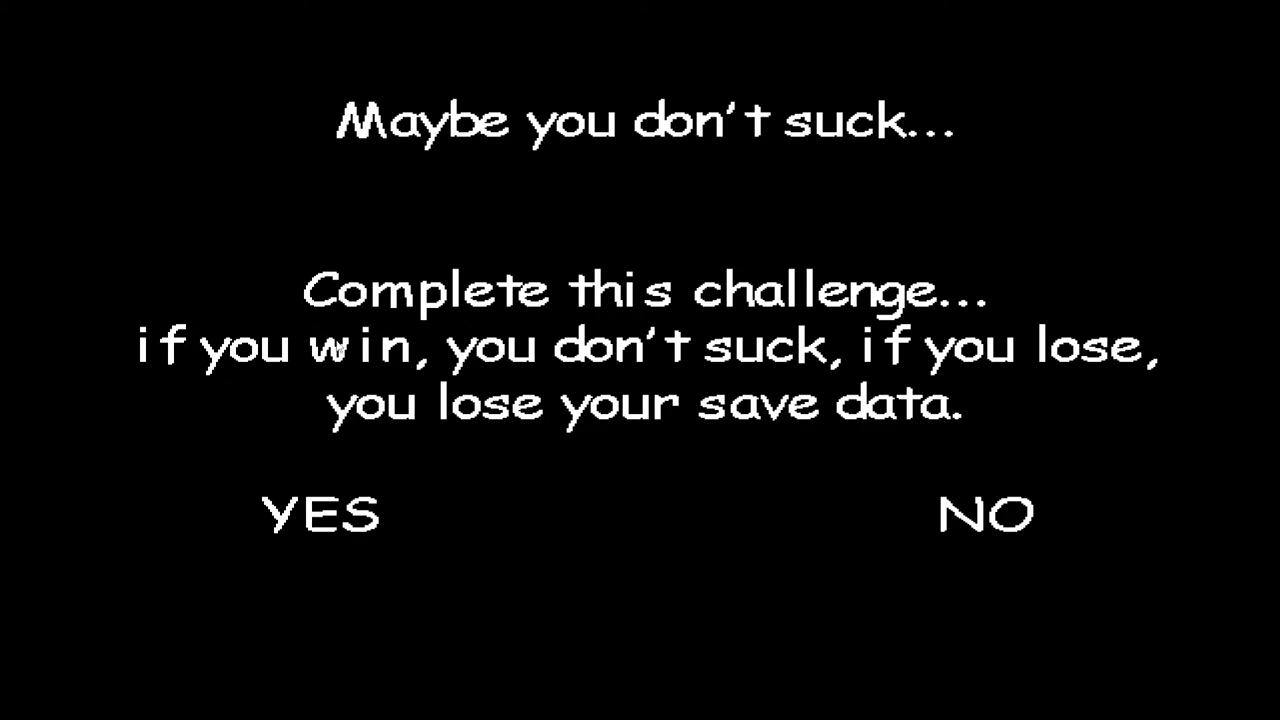 Maybe you don't suck...
Complete this challenge...
if you win, you don't suck, if you lose,
you lose your save data.
YES NO